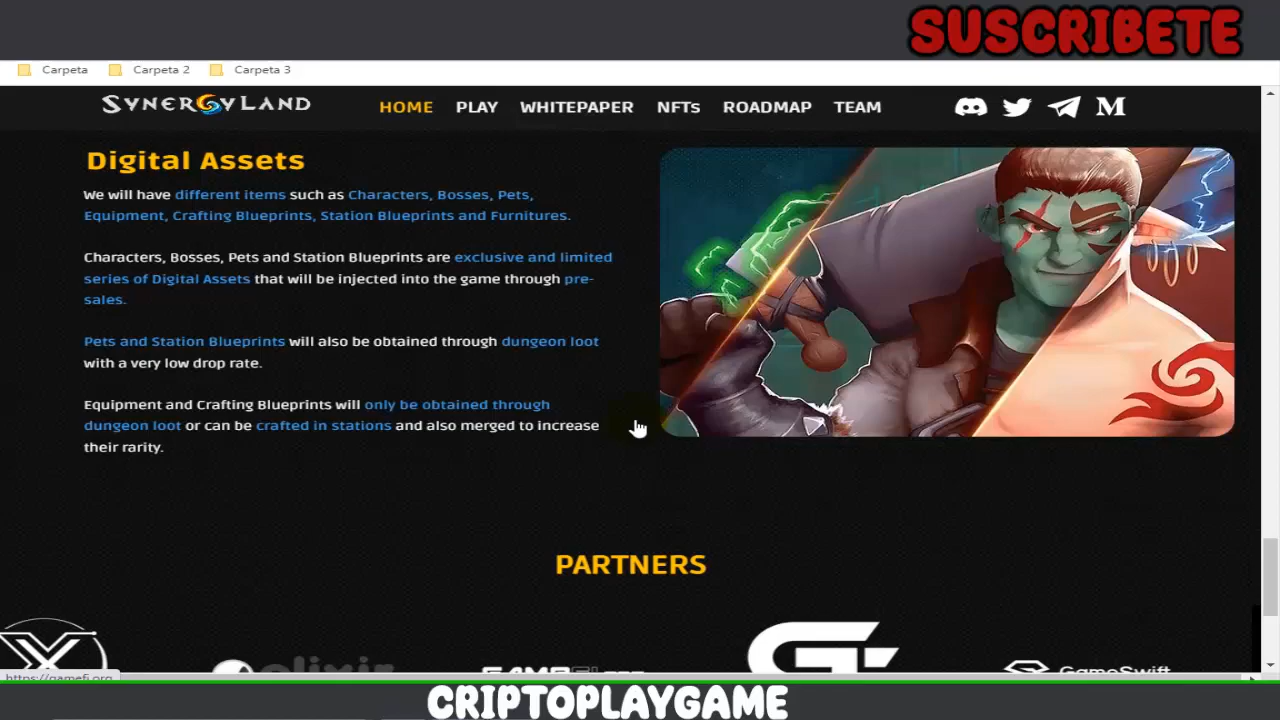 SUSCRIBETE
Carpeta Carpeta 2 Carpeta 3
SYNERGYLAND HOME PLAY WHITEPAPER NFTs ROADMAP TEAM
Digital Assets
We will have different items such as Characters, Bosses, Pets,
Equipment, Crafting Blueprints, Station Blueprints and Furnitures.
Characters, Bosses, Pets and Station Blueprints are exclusive and limited
series of Digital Assets that will be injected into the game through pre-
sales.
Pets and Station Blueprints will also be obtained through dungeon loot
with a very low drop rate.
Equipment and Crafting Blueprints will only be obtained through
dungeon loot or can be crafted in stations and also merged to increase
their rarity.
PARTNERS
elixir GameSwift
https://gamefi.org
CRIPTOPLAYGAME